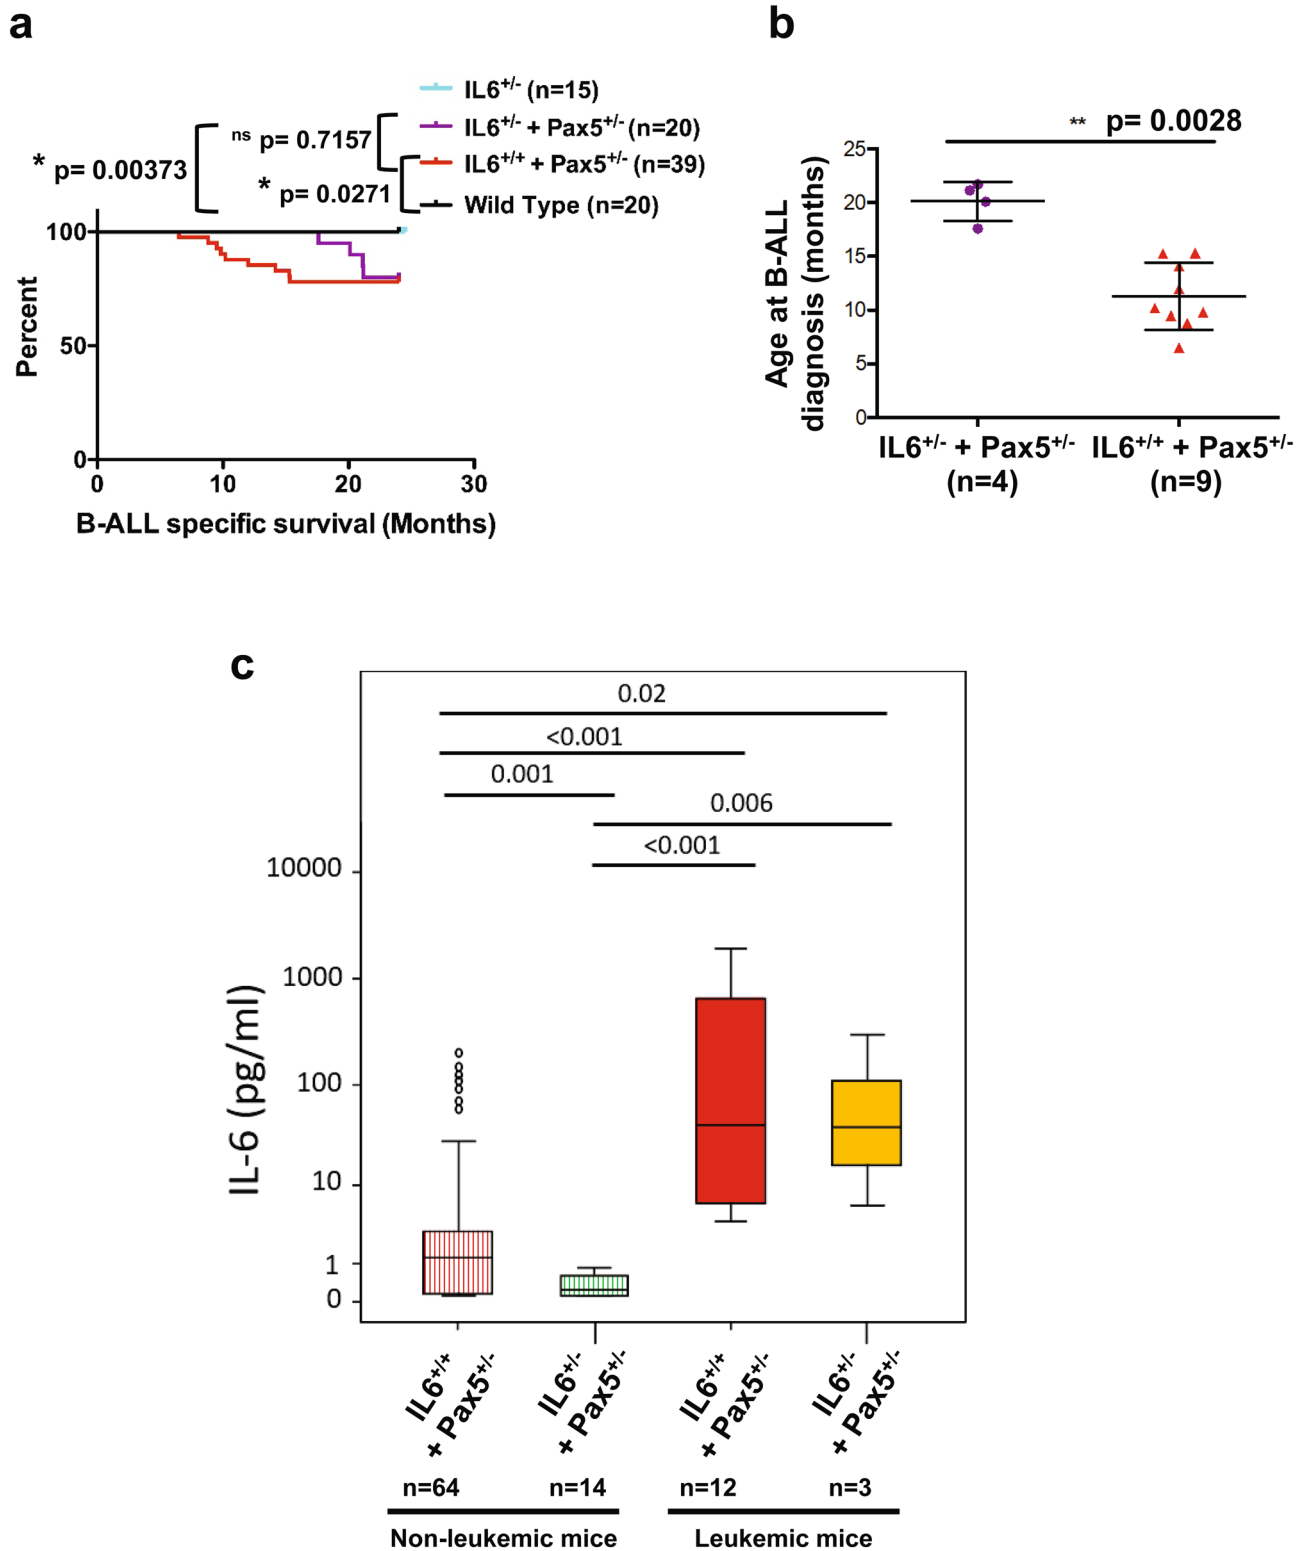 a
IL6+/- (n=15)
IL6+/- + Pax5+/- (n=20)
IL6+/+ + Pax5+/- (n=39)
Wild Type (n=20)
ns p= 0.7157
* p= 0.00373
* p= 0.0271
100
50
0
Percent
0 10 20 30
B-ALL specific survival (Months)
b
** p= 0.0028
25
20
15
10
5
0
Age at B-ALL
diagnosis (months)
IL6+/- + Pax5+/- IL6+/+ + Pax5+/-
(n=4) (n=9)
c
0.02
<0.001
0.001
0.006
<0.001
10000
1000
100
10
1
0
IL-6 (pg/ml)
IL6+/+
+ Pax5+/-
IL6+/-
+ Pax5+/-
IL6+/+
+ Pax5+/-
IL6+/-
+ Pax5+/-
n=64 n=14 n=12 n=3
Non-leukemic mice Leukemic mice